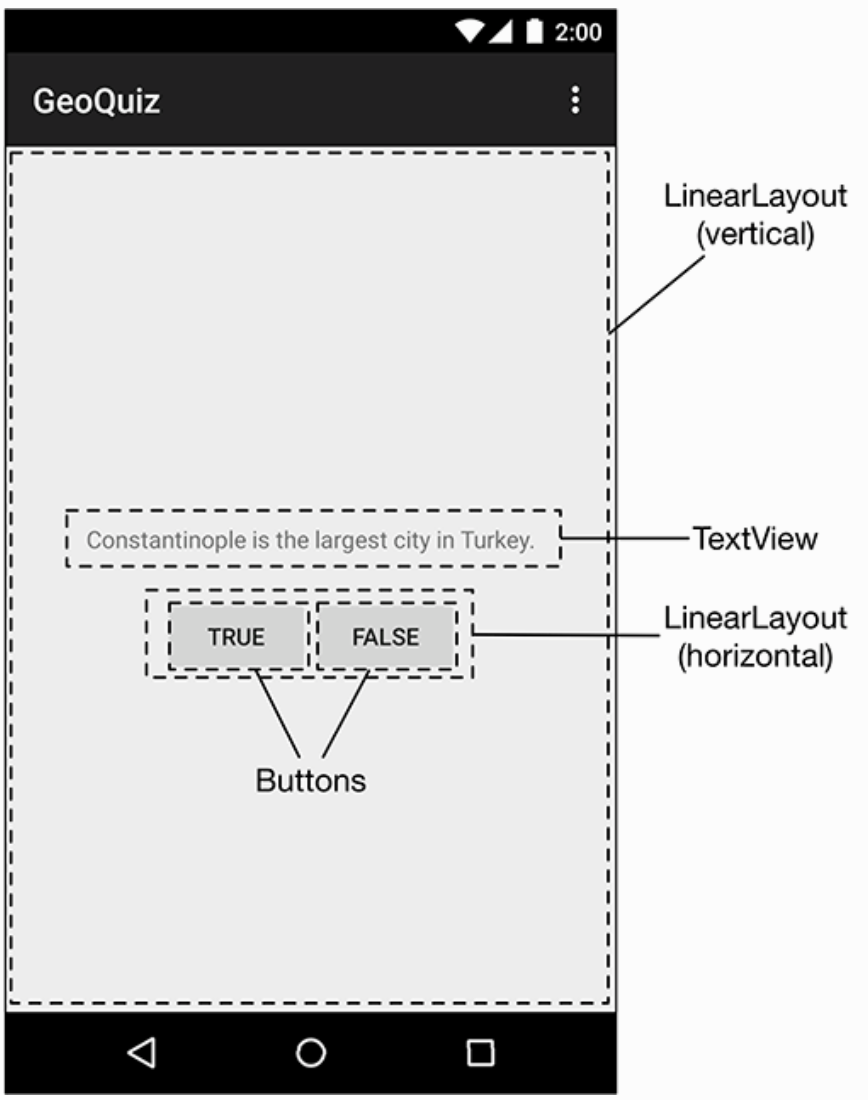 2:00
GeoQuiz
LinearLayout
(vertical)
Constantinople is the largest city in Turkey.
TextView
TRUE
FALSE
LinearLayout
(horizontal)
Buttons